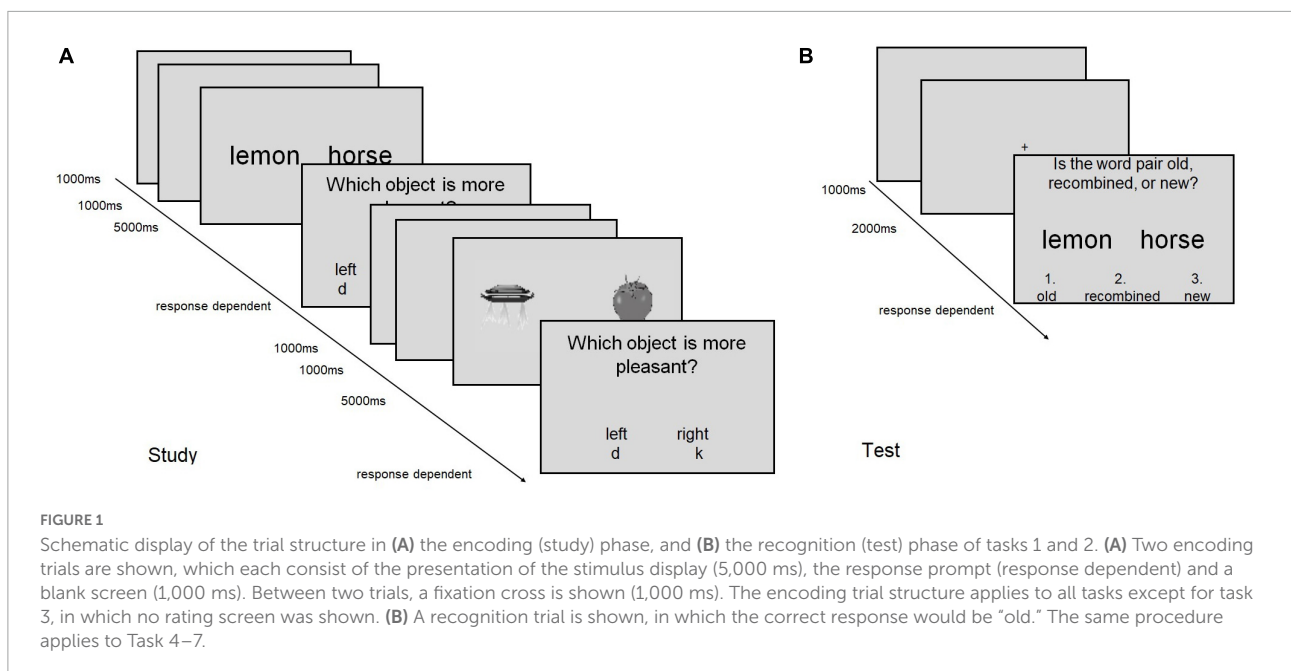 A
lemon horse
Which object is more
left
d
Which object is more
pleasant?
left right
d k
1000ms
1000ms
5000ms
response dependent
1000ms
1000ms
5000ms
response dependent
Study
B
+
Is the word pair old,
recombined, or new?
lemon horse
1. 2. 3.
old recombined new
1000ms
2000ms
response dependent
Test
FIGURE 1
Schematic display of the trial structure in (A) the encoding (study) phase, and (B) the recognition (test) phase of tasks 1 and 2. (A) Two encoding
trials are shown, which each consist of the presentation of the stimulus display (5,000 ms), the response prompt (response dependent) and a
blank screen (1,000 ms). Between two trials, a fixation cross is shown (1,000 ms). The encoding trial structure applies to all tasks except for task
3, in which no rating screen was shown. (B) A recognition trial is shown, in which the correct response would be “old.” The same procedure
applies to Task 4–7.